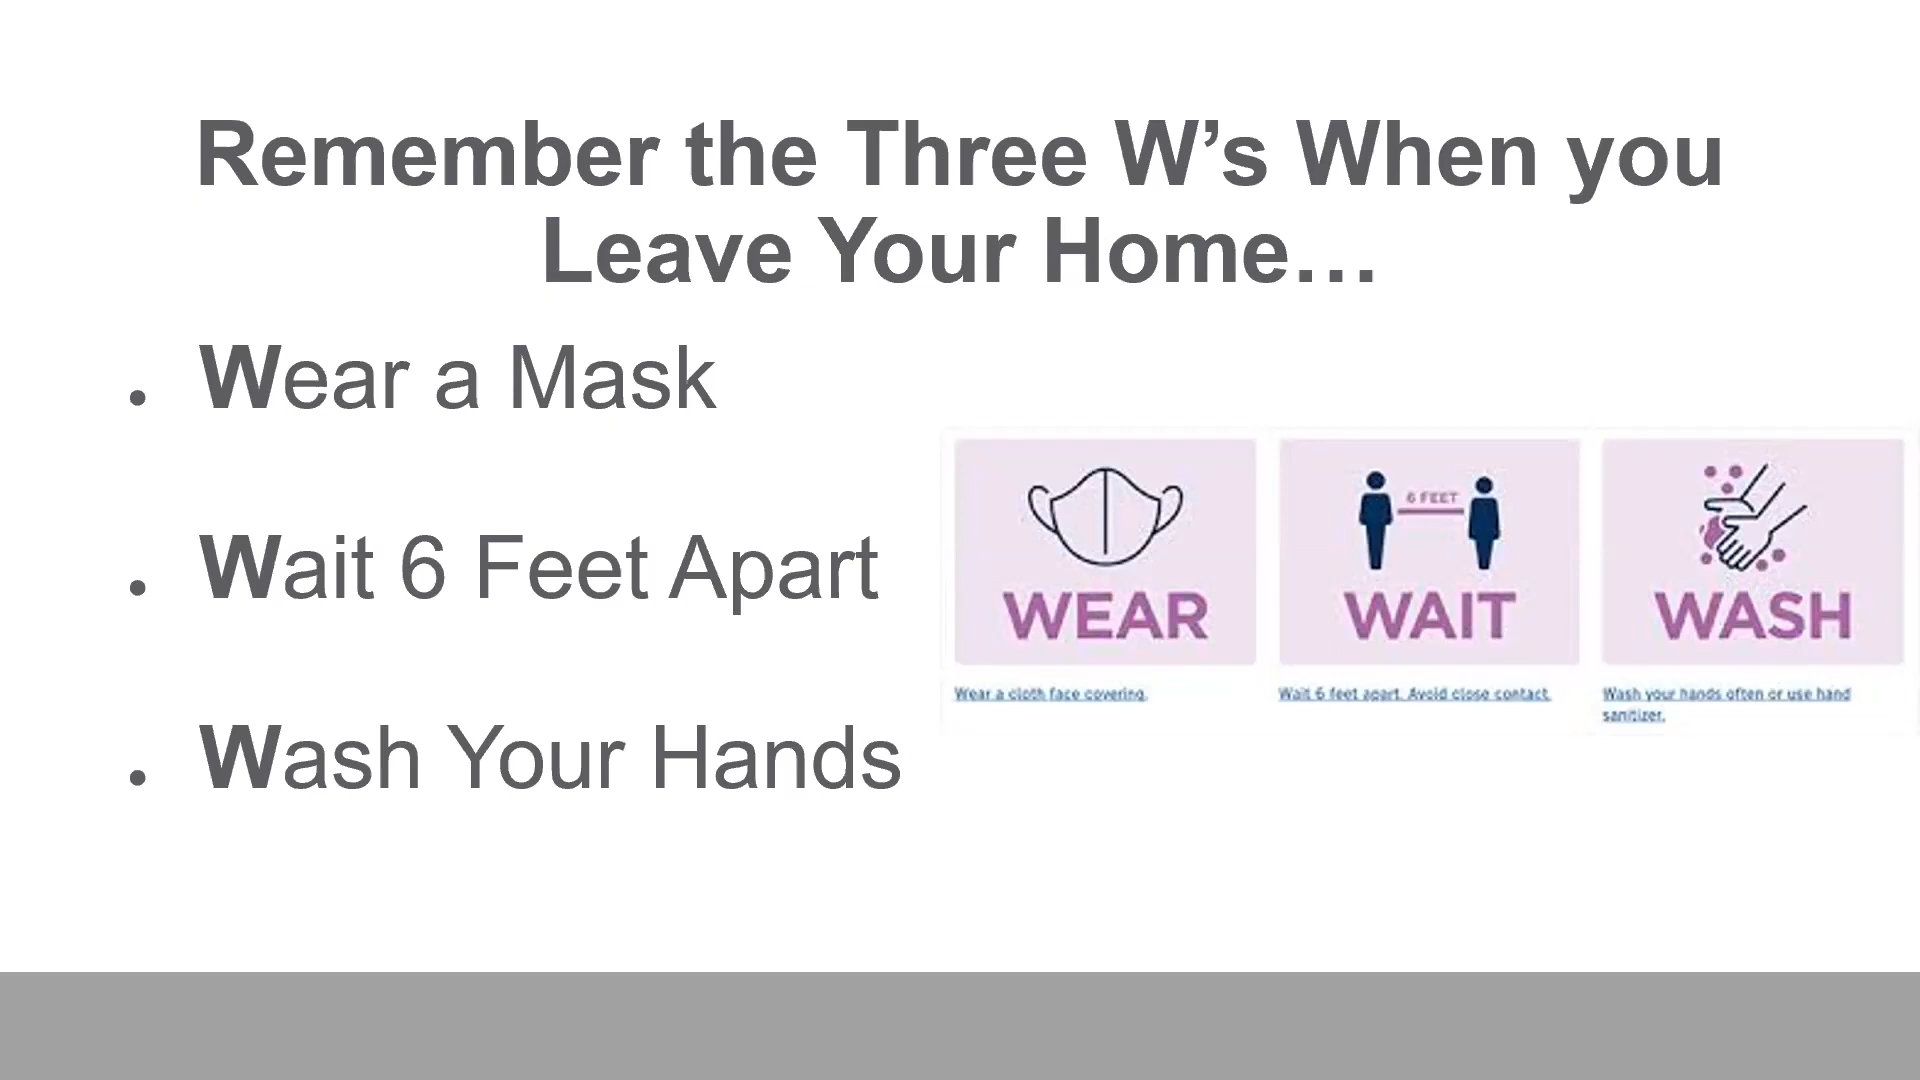 Remember the Three W’s When you
Leave Your Home…
• Wear a Mask
• Wait 6 Feet Apart
• Wash Your Hands
6 FEET
WEAR
WAIT
WASH
Wear a cloth face covering.
Wait 6 feet apart. Avoid close contact.
Wash your hands often or use hand
sanitizer.